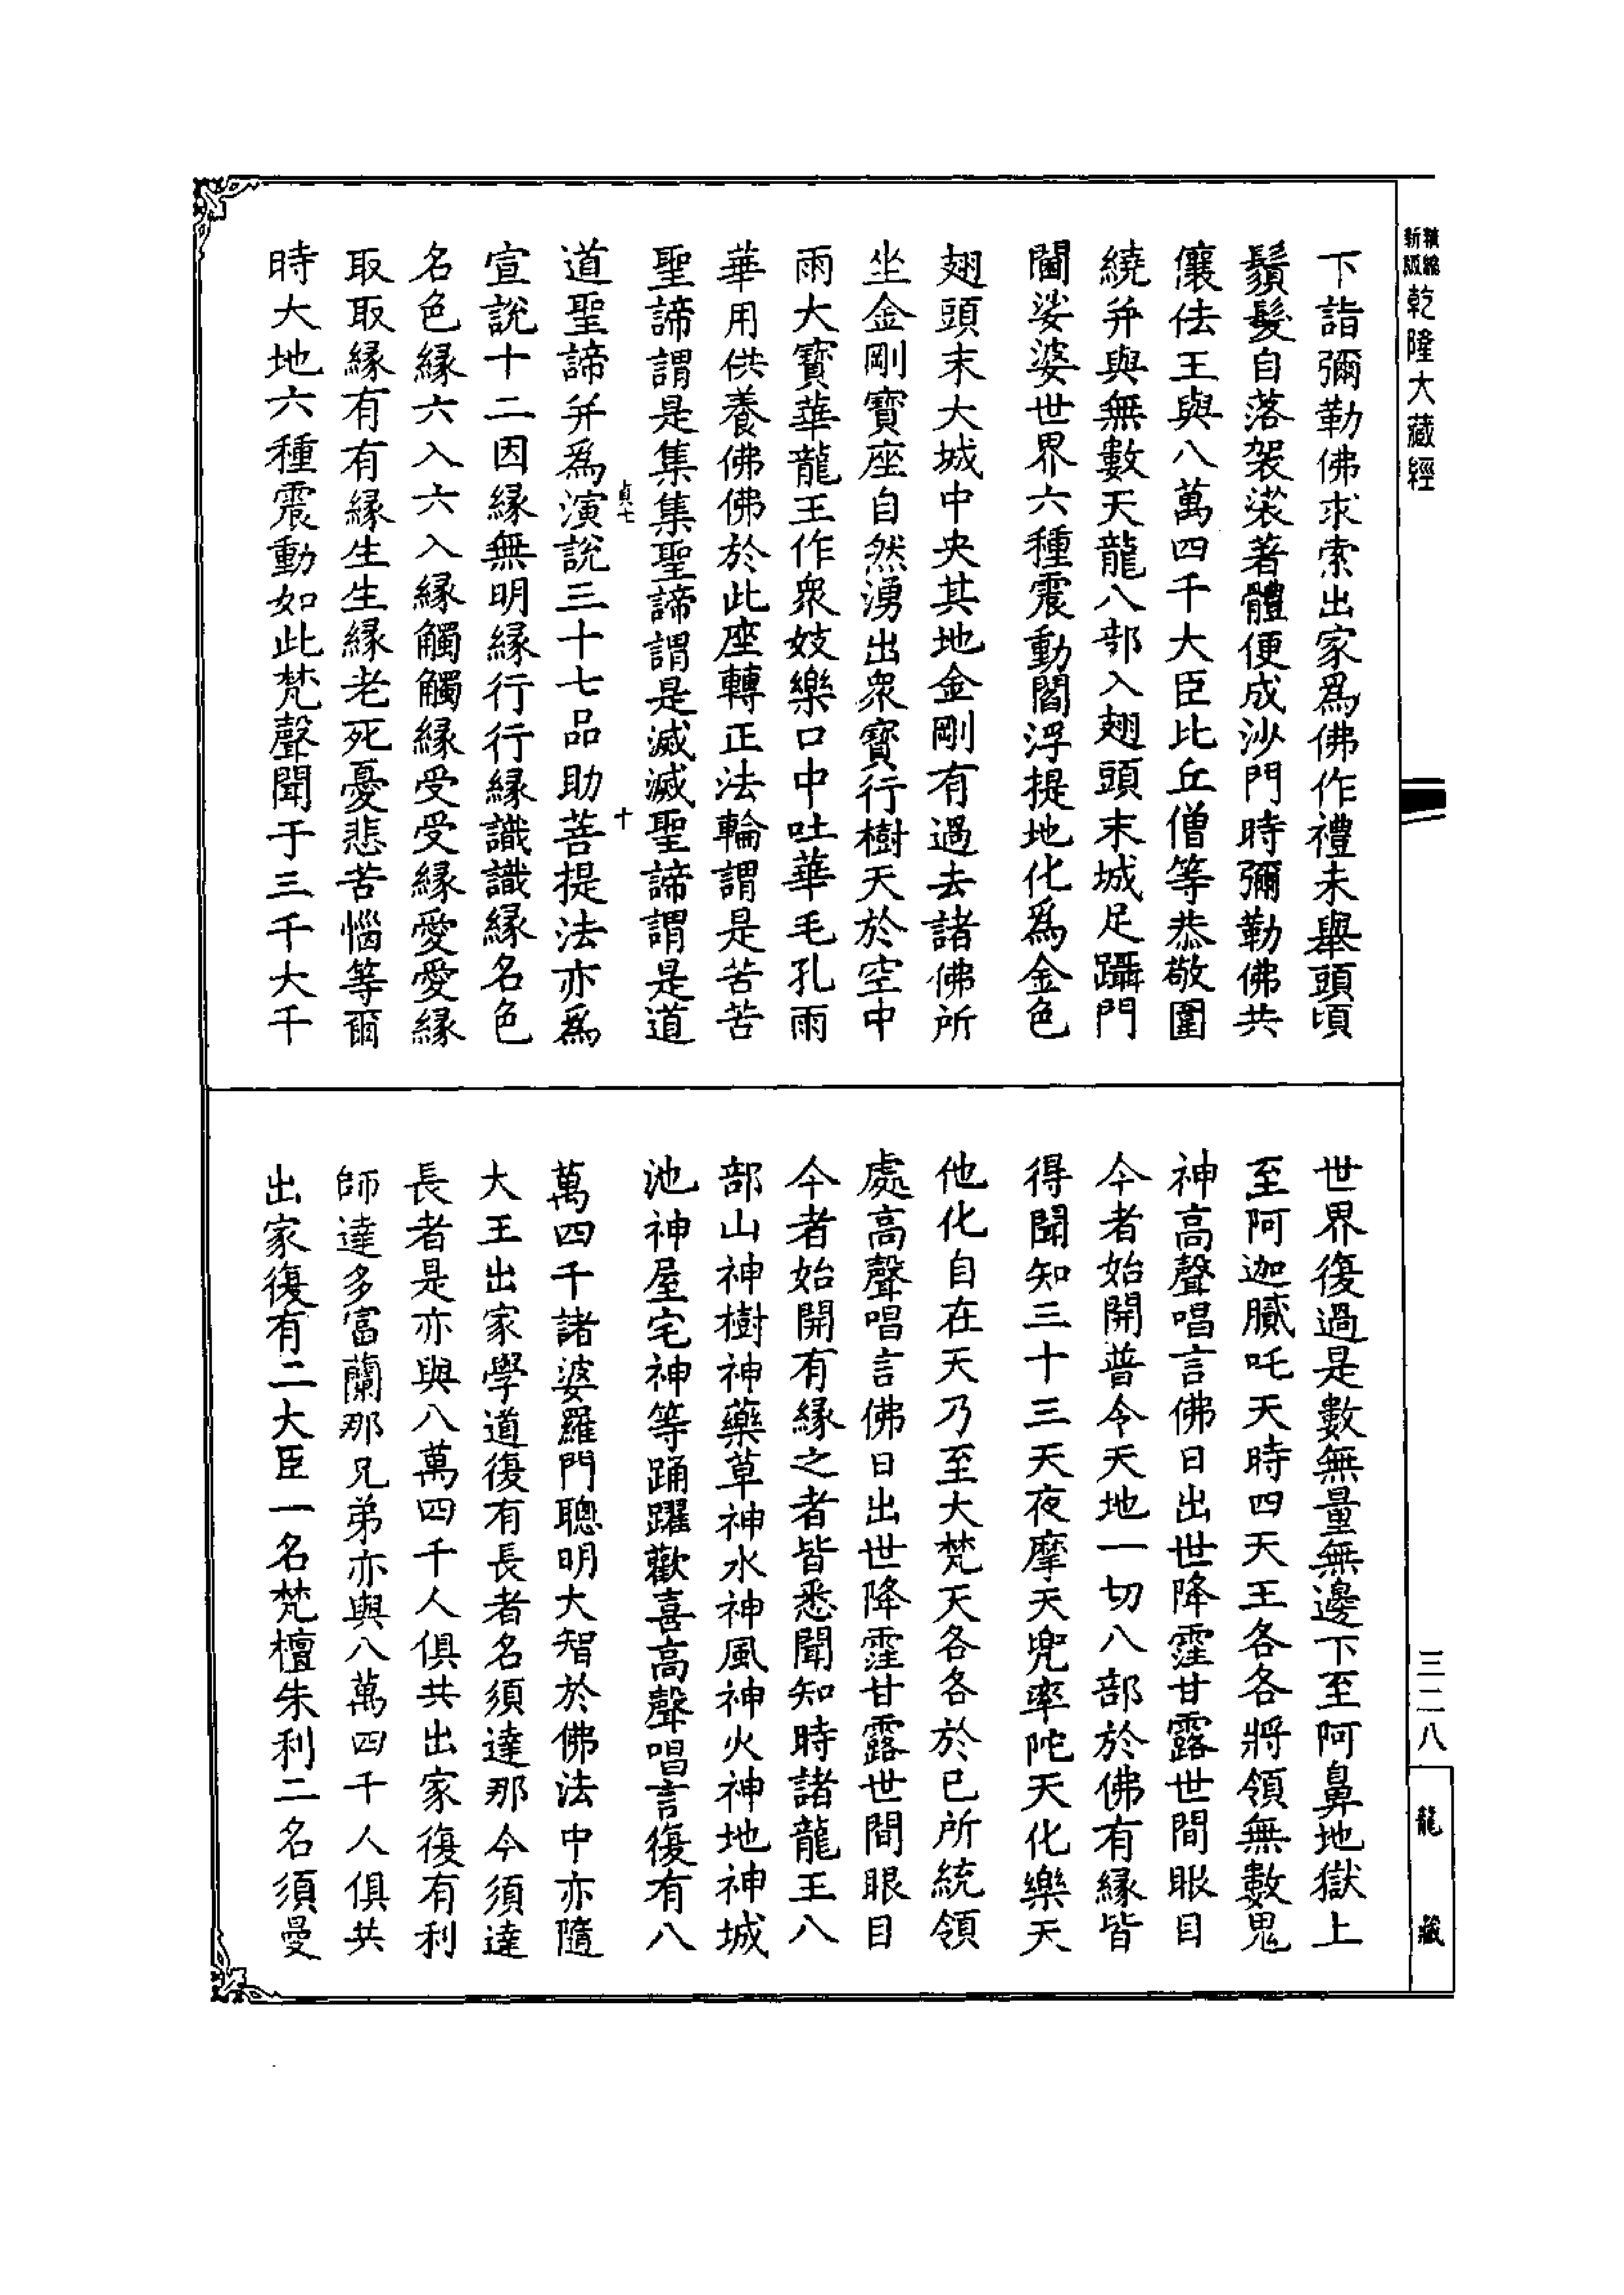 新編
縮版
乾隆大藏經
下詣彌勒佛求索出家爲佛作禮未舉頭頃
鬚髮自落袈裟著體便成沙門時彌勒佛共
儴佉王與八萬四千大臣比丘僧等恭敬圍
繞并與無數天龍八部入翅頭末城足躡門
閫娑婆世界六種震動閻浮提地化爲金色
翅頭末大城中央其地金剛有過去諸佛所
坐金剛寶座自然湧出衆寶行樹天於空中
雨大寶華龍王作衆妓樂口中吐華毛孔雨
華用供養佛佛於此座轉正法輪謂是苦苦
聖諦謂是集集聖諦謂是滅滅聖諦謂是道
貞七
十
道聖諦并爲演說三十七品助菩提法亦爲
宣說十二因緣無明緣行行緣識識緣名色
名色緣六入六入緣觸觸緣受受緣愛愛緣
取取緣有有緣生生緣老死憂悲苦惱等爾
時大地六種震動如此梵聲聞于三千大千
世界復過是數無量無邊下至阿鼻地獄上
至阿迦膩吒天時四天王各各將領無數鬼
神高聲唱言佛日出世降霔甘露世間眼目
今者始開普令天地一切八部於佛有緣皆
得聞知三十三天夜摩天兜率陀天化樂天
他化自在天乃至大梵天各各於已所統領
處高聲唱言佛日出世降霔甘露世間眼目
今者始開有緣之者皆悉聞知時諸龍王八
部山神樹神藥草神水神風神火神地神城
池神屋宅神等踊躍歡喜高聲唱言復有八
萬四千諸婆羅門聰明大智於佛法中亦隨
大王出家學道復有長者名須達那今須達
長者是亦與八萬四千人俱共出家復有利
師達多富蘭那兄弟亦與八萬四千人俱共
出家復有二大臣一名梵檀朱利二名須曼
三二八
龍藏